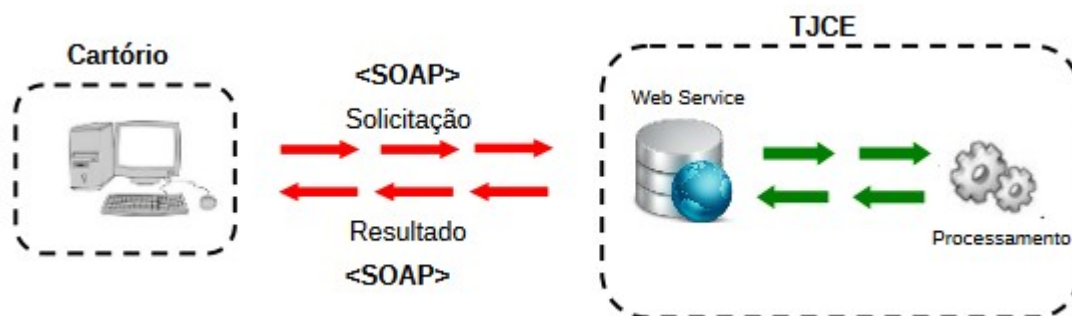 TJCE
Cartório
<SOAP>
Solicitação
Web Service
Resultado
<SOAP>
Processamento